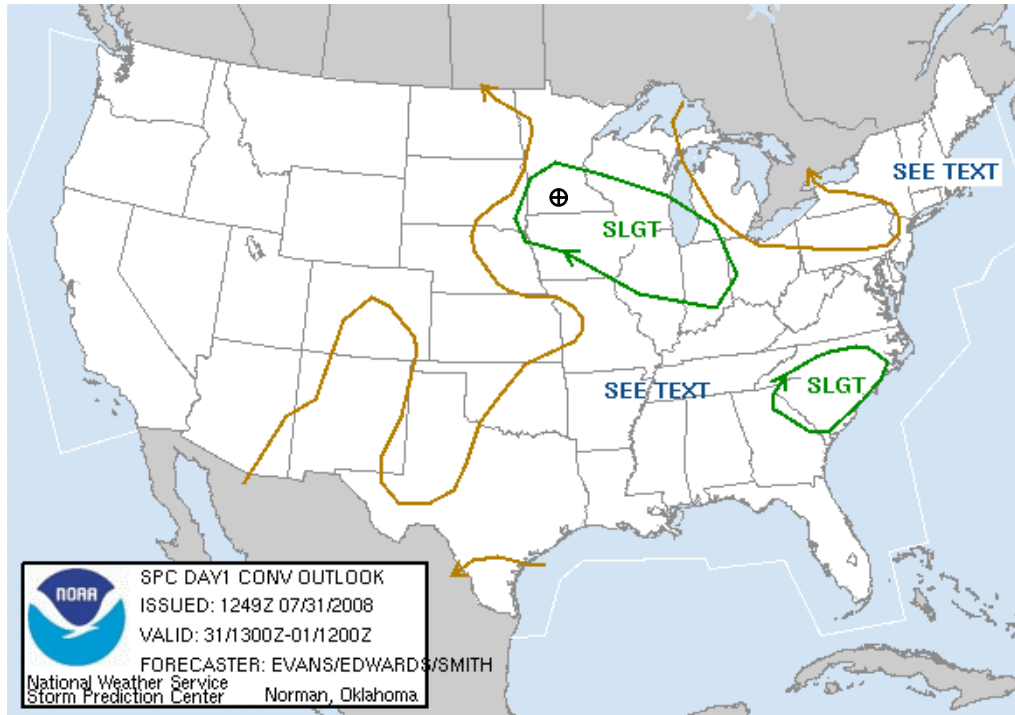 SEE TEXT
SLGT
SEE TEXT
SLGT
NOAA
SPC DAY1 CONV OUTLOOK
ISSUED: 1249Z 07/31/2008
VALID: 31/1300Z-01/1200Z
FORECASTER: EVANS/EDWARDS/SMITH
National Weather Service
Storm Prediction Center Norman, Oklahoma